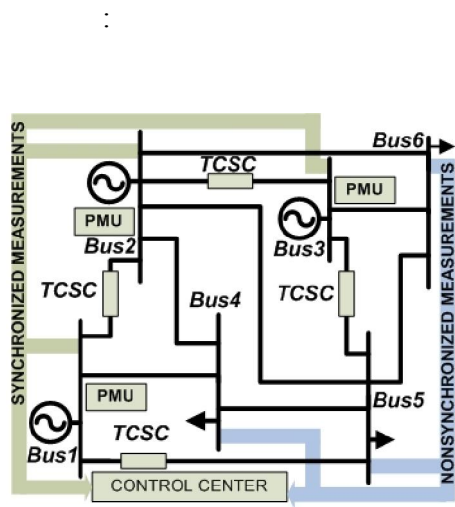 :
SYNCHRONIZED MEASUREMENTS
Bus6
TCSC
PMU
PMU
Bus2
Bus3
TCSC
Bus4
TCSC
NONSYNCHRONIZED MEASUREMENTS
PMU
Bus5
TCSC
Bus1
CONTROL CENTER